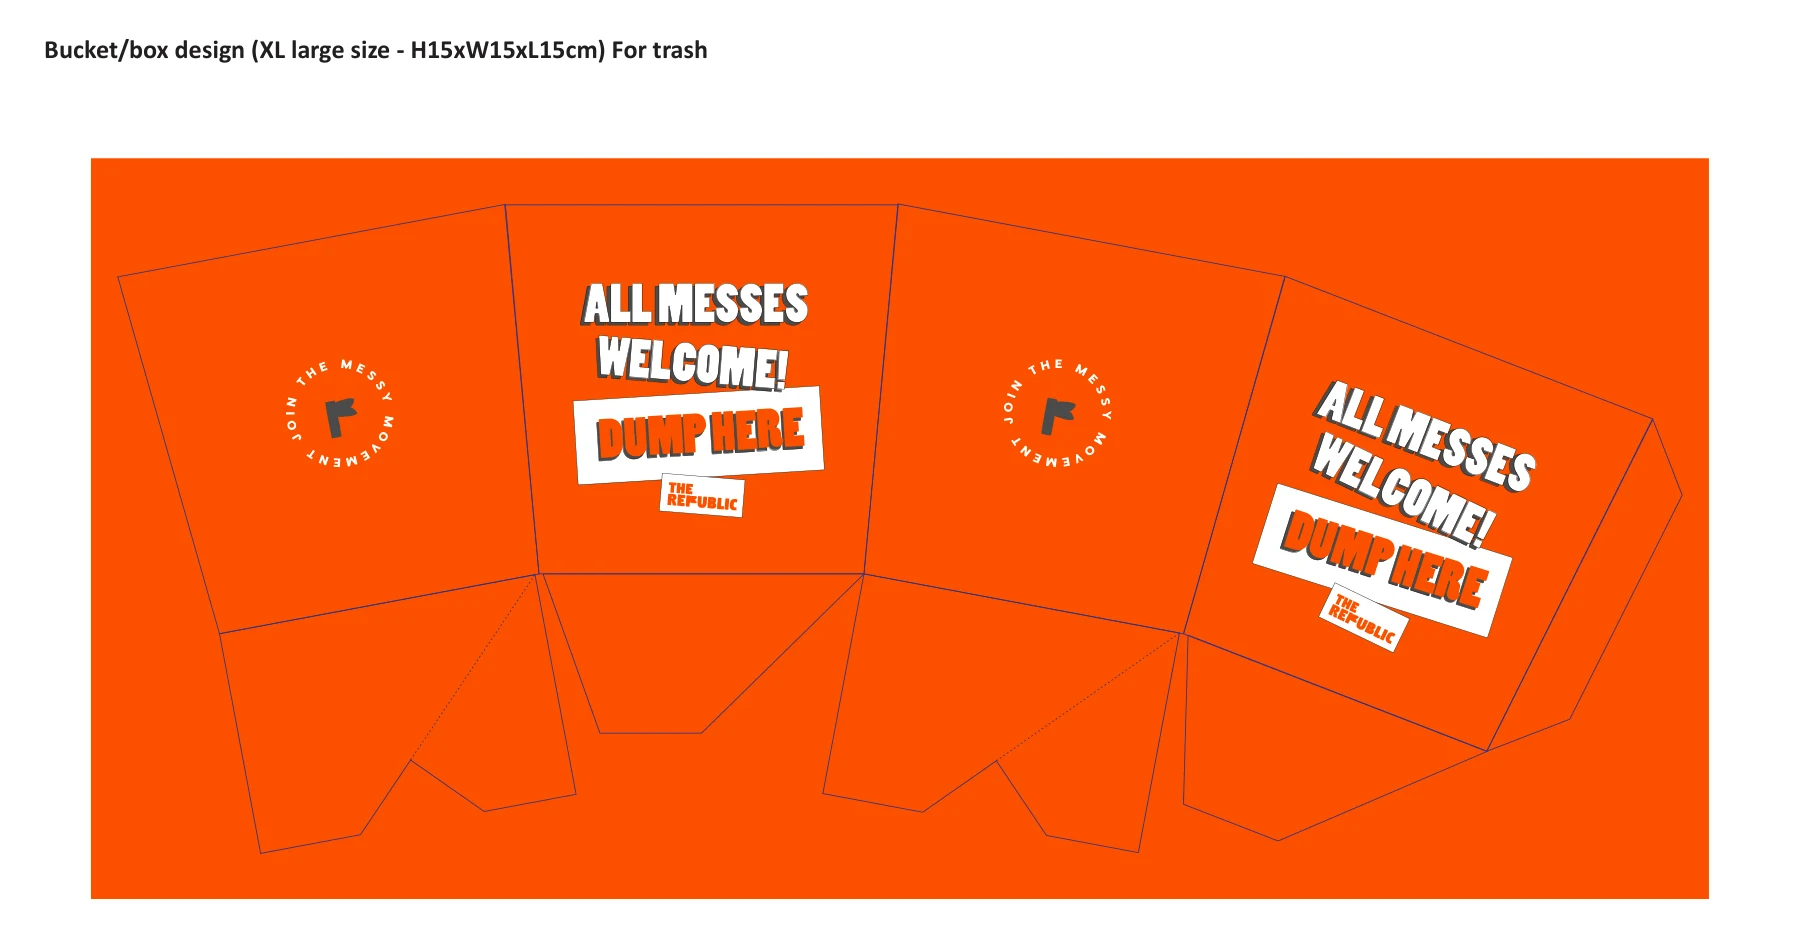 Bucket/box design (XL large size - H15xW15xL15cm) For trash
JOIN THE MESSY MOVEMENT
ALL MESSES
WELCOME!
DUMP HERE
THE
REPUBLIC
JOIN THE MESSY MOVEMENT
ALL MESSES
WELCOME!
DUMP HERE
THE
REPUBLIC